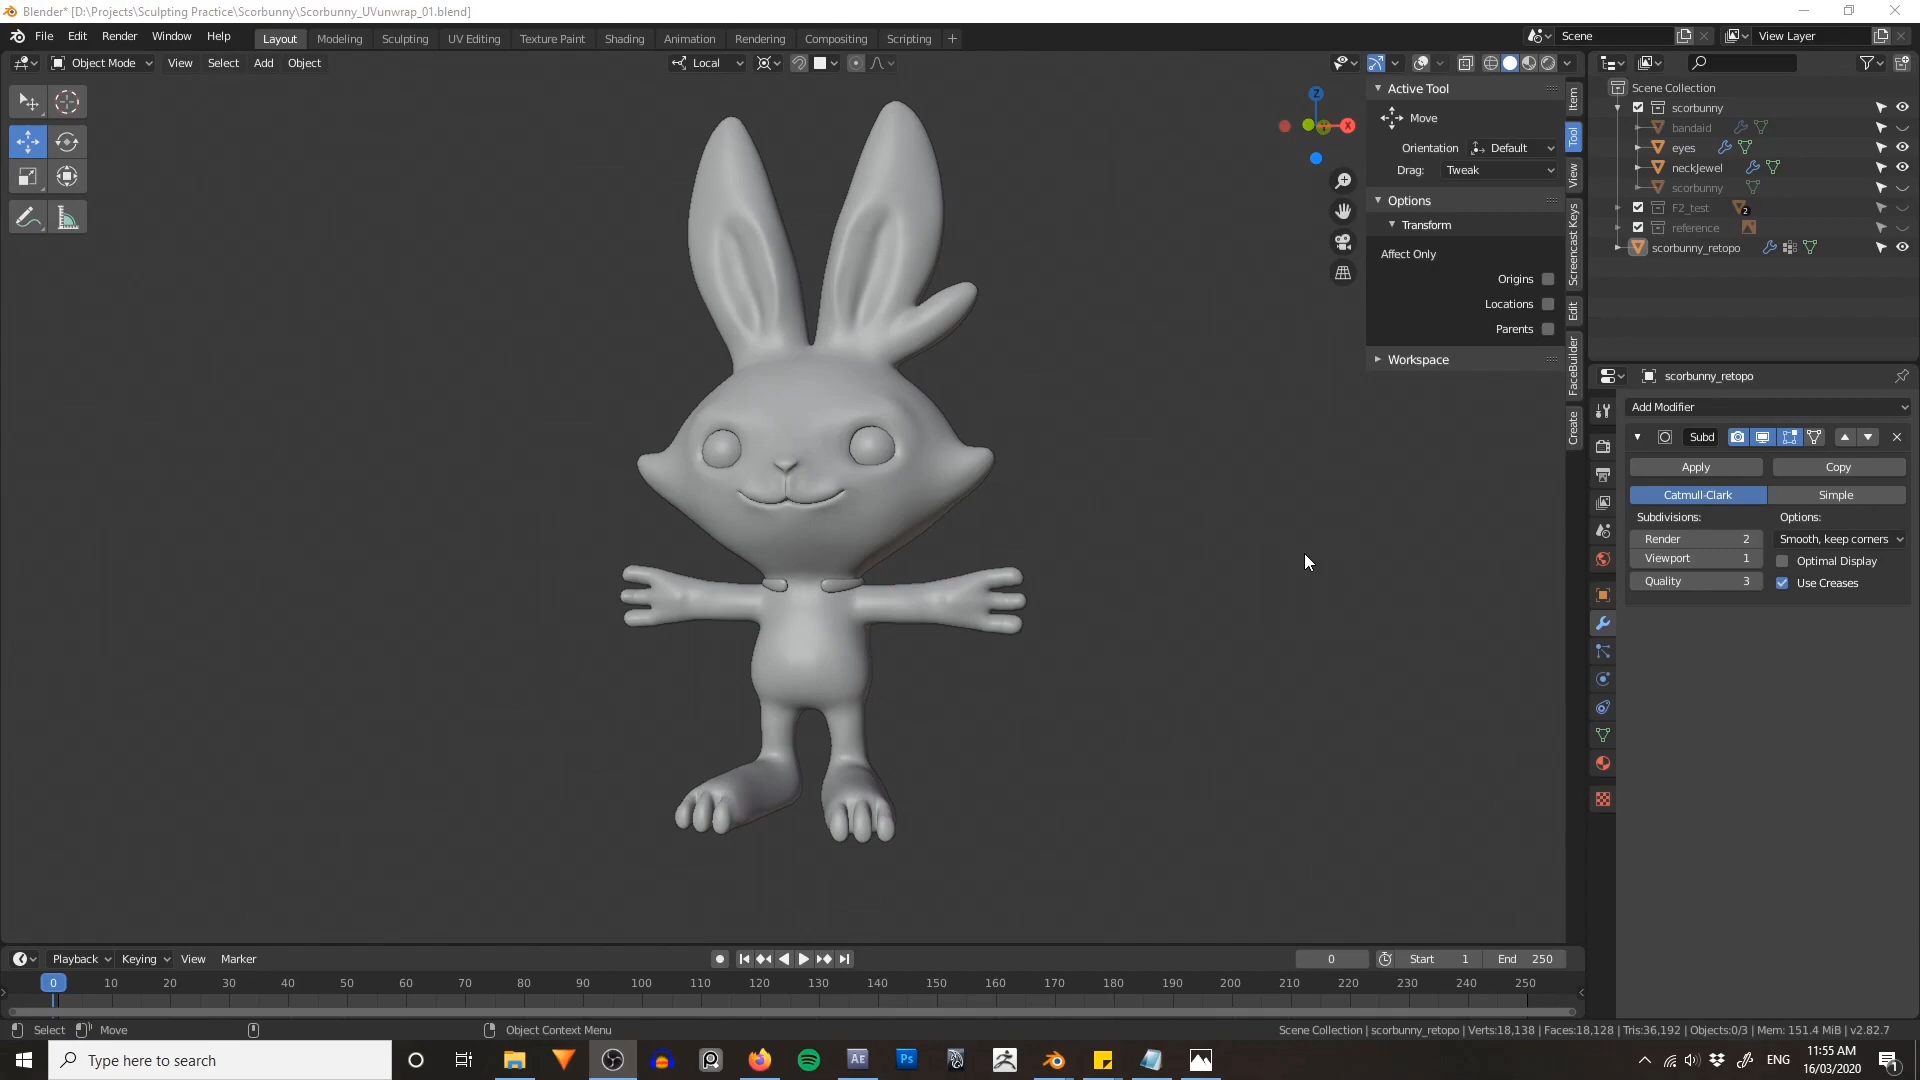 Blender* [D:\Projects\Sculpting Practice\Scorbunny\Scorbunny_UVunwrap_01.blend]
File Edit Render Window Help
Layout Modeling Sculpting UV Editing Texture Paint Shading Animation Rendering Compositing Scripting +
Scene
View Layer
Object Mode View Select Add Object
Local
Z
Y
X
Active Tool
Move
Orientation Default
Drag: Tweak
Options
Transform
Affect Only
Origins
Locations
Parents
Workspace
Item
Tool
View
Screencast Keys
Edit
FaceBuilder
Create
Scene Collection
scorbunny
bandaid
eyes
neckJewel
scorbunny
F2_test 2
reference
scorbunny_retopo
scorbunny_retopo
Add Modifier
Subd
Apply Copy
Catmull-Clark Simple
Subdivisions: Options:
Render 2 Smooth, keep corners
Viewport 1 Optimal Display
Quality 3 Use Creases
Playback Keying View Marker
0 Start 1 End 250
0 10 20 30 40 50 60 70 80 90 100 110 120 130 140 150 160 170 180 190 200 210 220 230 240 250
Select Move Object Context Menu
Scene Collection | scorbunny_retopo | Verts:18,138 | Faces:18,128 | Tris:36,192 | Objects:0/3 | Mem: 151.4 MiB | v2.82.7
Type here to search
AE
Ps
ENG
11:55 AM
16/03/2020
1